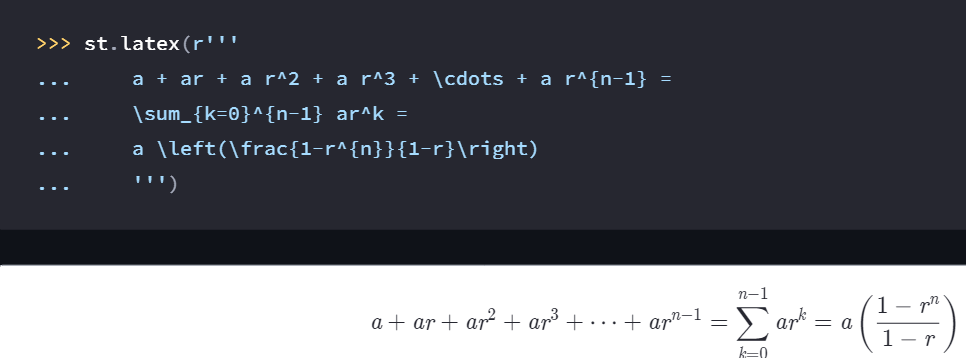 >>> st.latex(r'''
...     a + ar + a r^2 + a r^3 + \cdots + a r^{n-1} =
...     \sum_{k=0}^{n-1} ar^k =
...     a \left(\frac{1-r^{n}}{1-r}\right)
...     ''')
a + ar + ar² + ar³ + ⋯ + arⁿ⁻¹ = ∑_{k=0}^{n−1} arᵏ = a ( (1 − rⁿ) / (1 − r) )